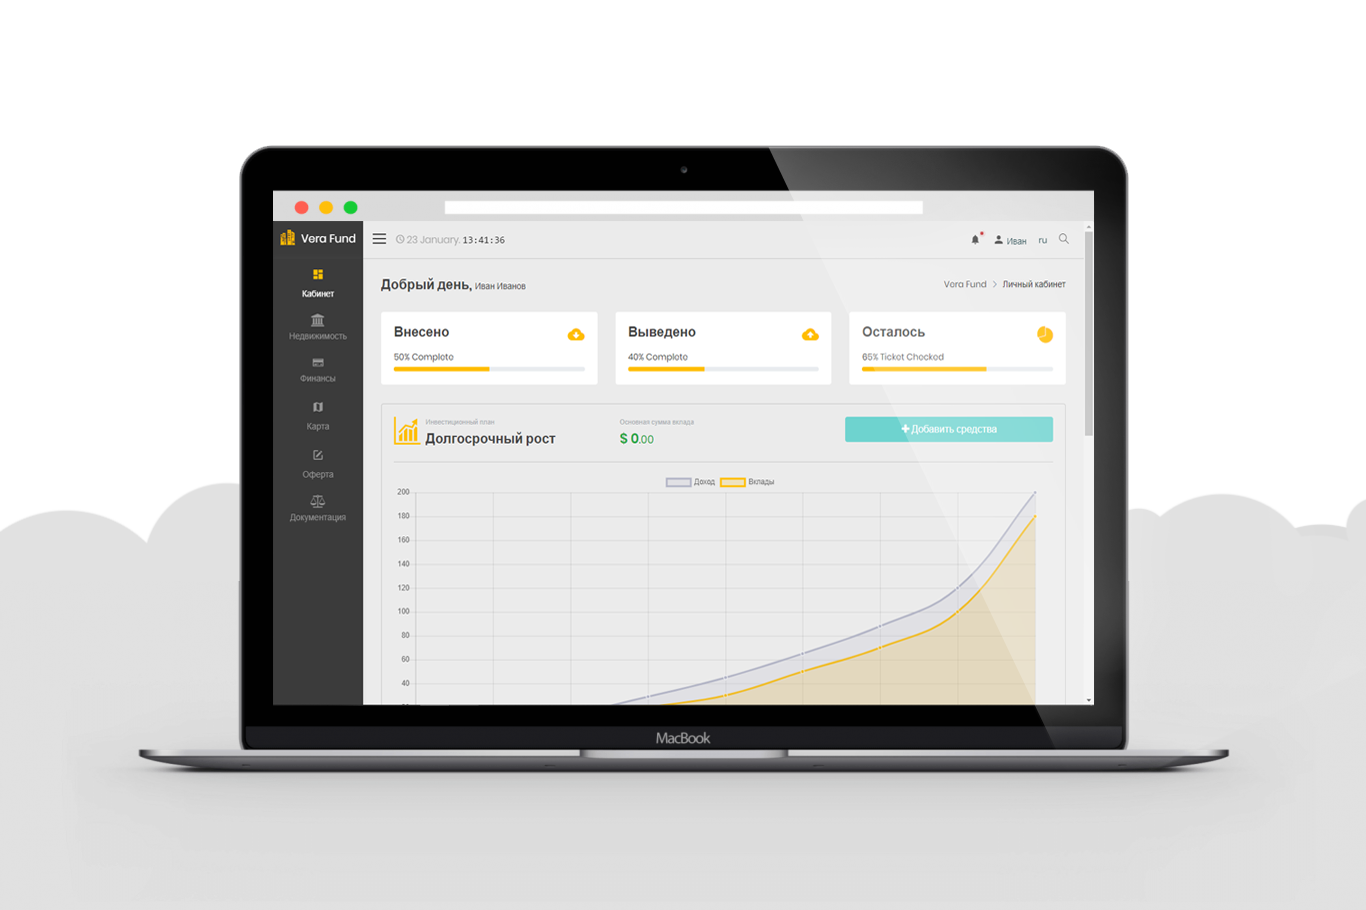 Vera Fund
23 January. 13:41:36
Иван
ru
Кабинет
Недвижимость
Финансы
Карта
Оферта
Документация
Добрый день, Иван Иванов
Vera Fund > Личный кабинет
Внесено
50% Complete
Выведено
40% Complete
Осталось
65% Ticket Checked
Инвестиционный план
Долгосрочный рост
Основная сумма вклада
$ 0.00
+ Добавить средства
Доход
Вклады
200
180
160
140
120
100
80
60
40
MacBook